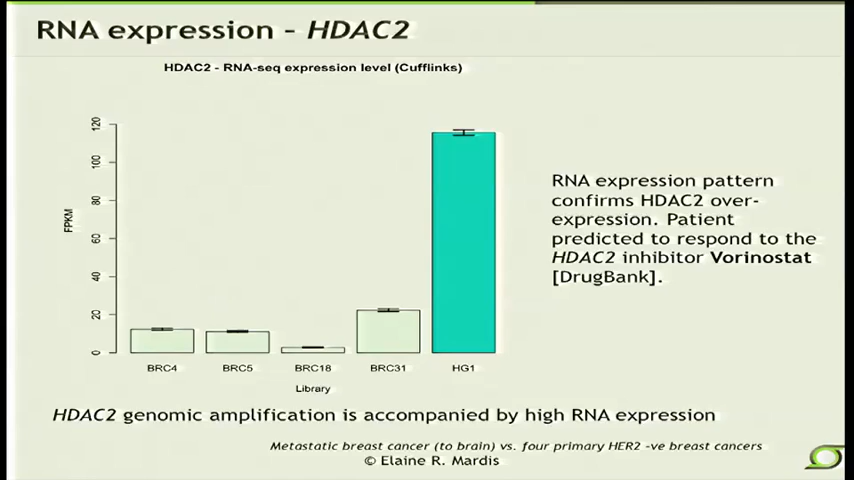 RNA expression – HDAC2
HDAC2 - RNA-seq expression level (Cufflinks)
120
100
80
60
40
20
0
FPKM
BRC4 BRC5 BRC18 BRC31 HG1
Library
RNA expression pattern
confirms HDAC2 over-
expression. Patient
predicted to respond to the
HDAC2 inhibitor Vorinostat
[DrugBank].
HDAC2 genomic amplification is accompanied by high RNA expression
Metastatic breast cancer (to brain) vs. four primary HER2 -ve breast cancers
© Elaine R. Mardis